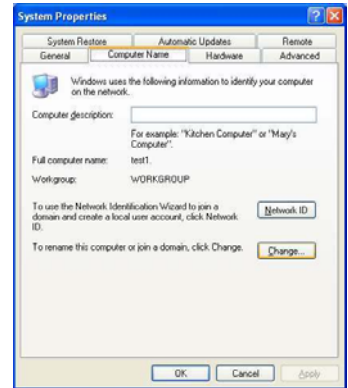 System Properties
System Restore Automatic Updates Remote
General Computer Name Hardware Advanced
Windows uses the following information to identify your computer
on the network.
Computer description:
For example: "Kitchen Computer" or "Mary's
Computer".
Full computer name: test1.
Workgroup: WORKGROUP
To use the Network Identification Wizard to join a
domain and create a local user account, click Network
ID.
Network ID
To rename this computer or join a domain, click Change.
Change...
OK Cancel Apply